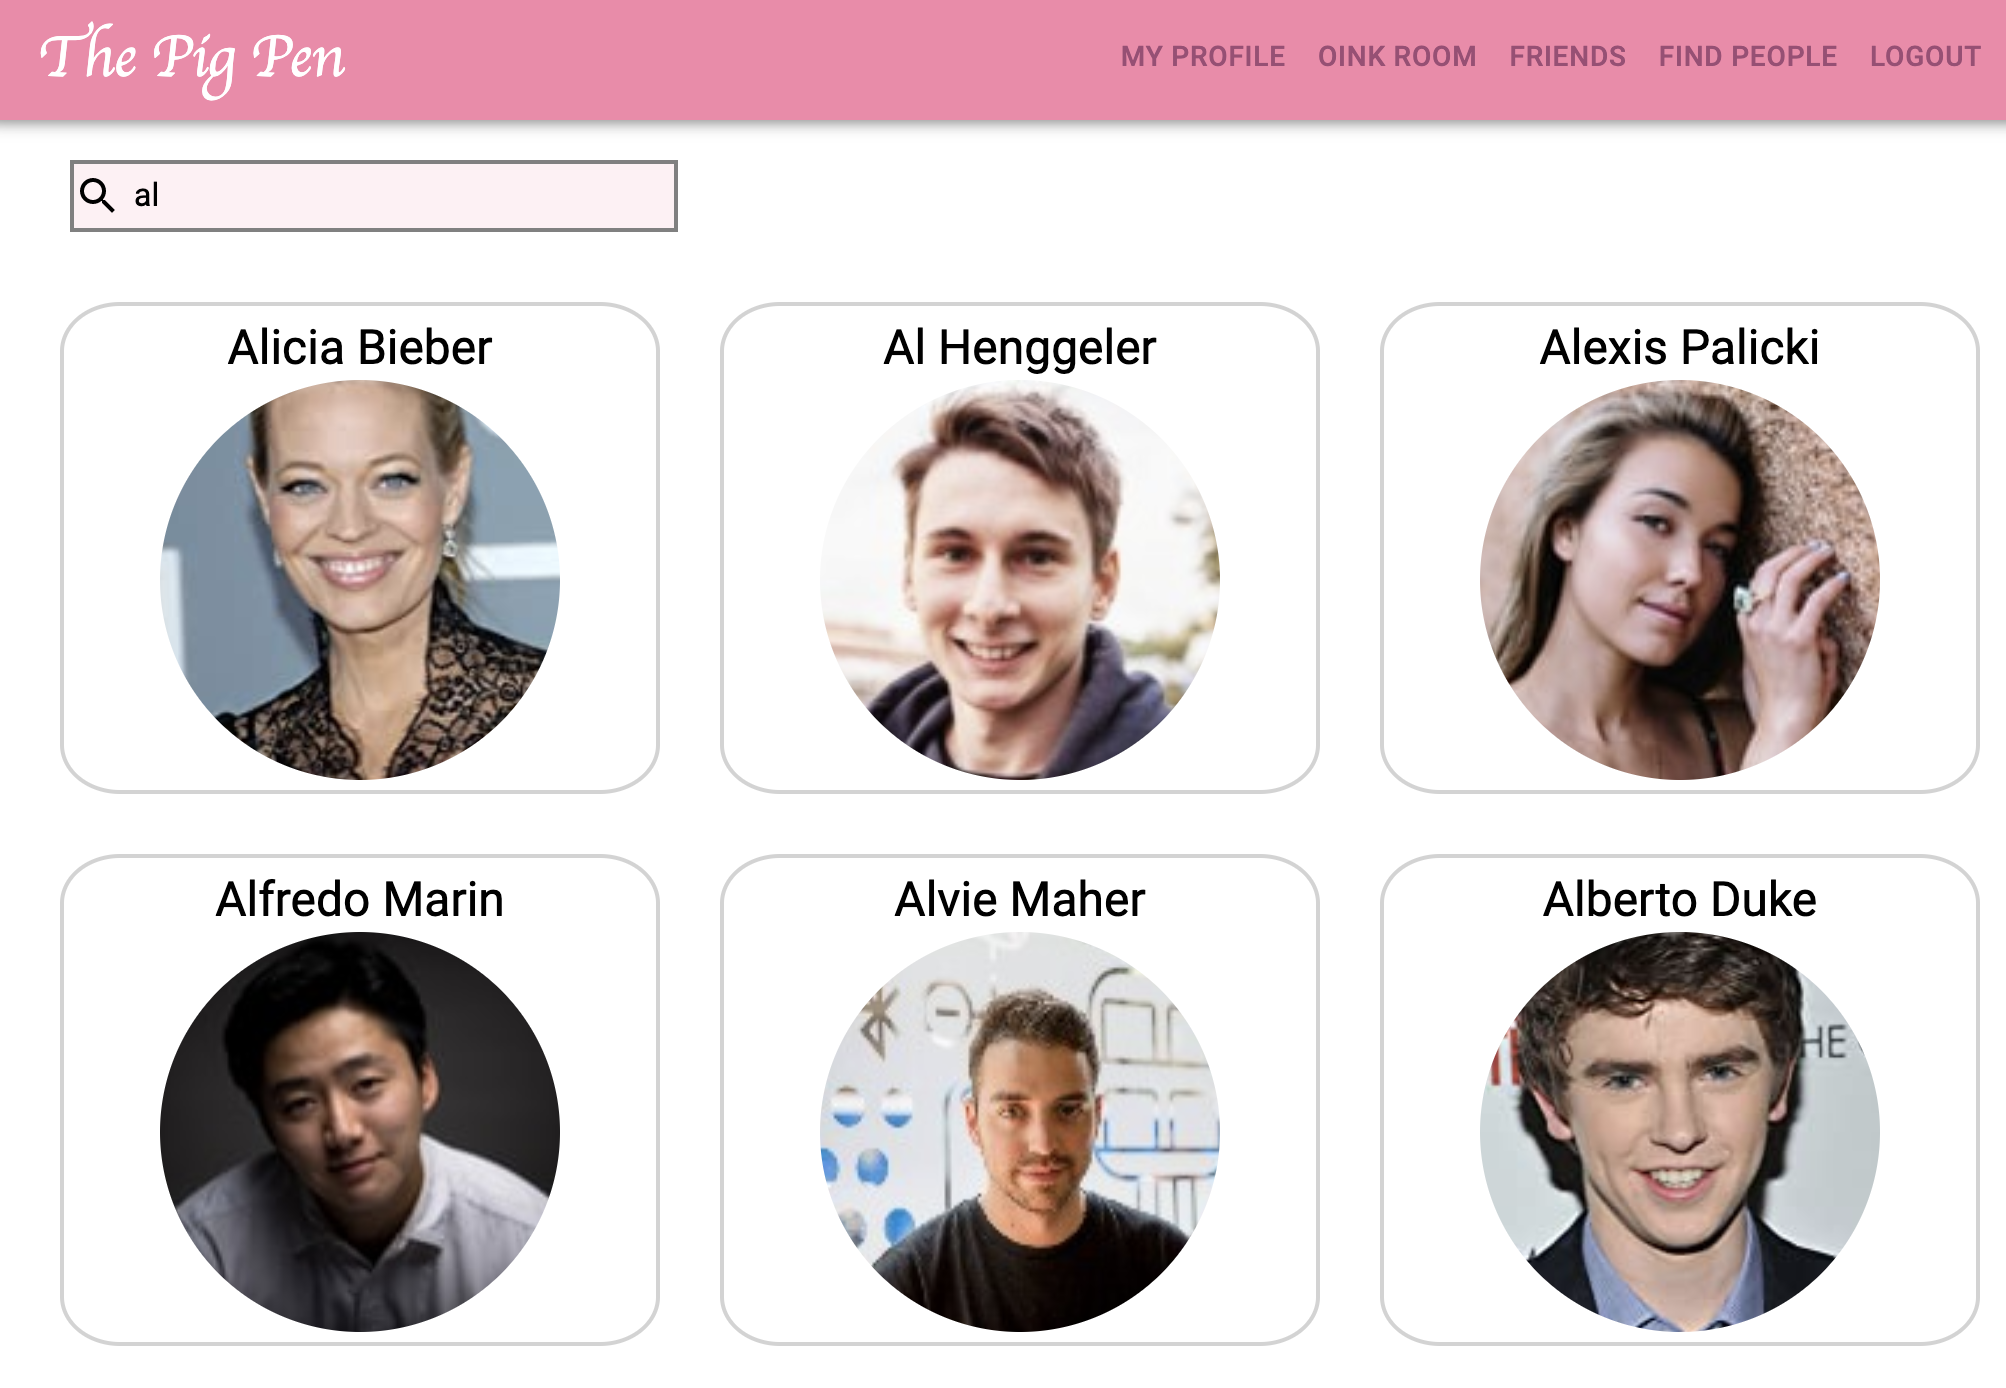 The Pig Pen
MY PROFILE OINK ROOM FRIENDS FIND PEOPLE LOGOUT
al
Alicia Bieber
Al Henggeler
Alexis Palicki
Alfredo Marin
Alvie Maher
Alberto Duke
HE